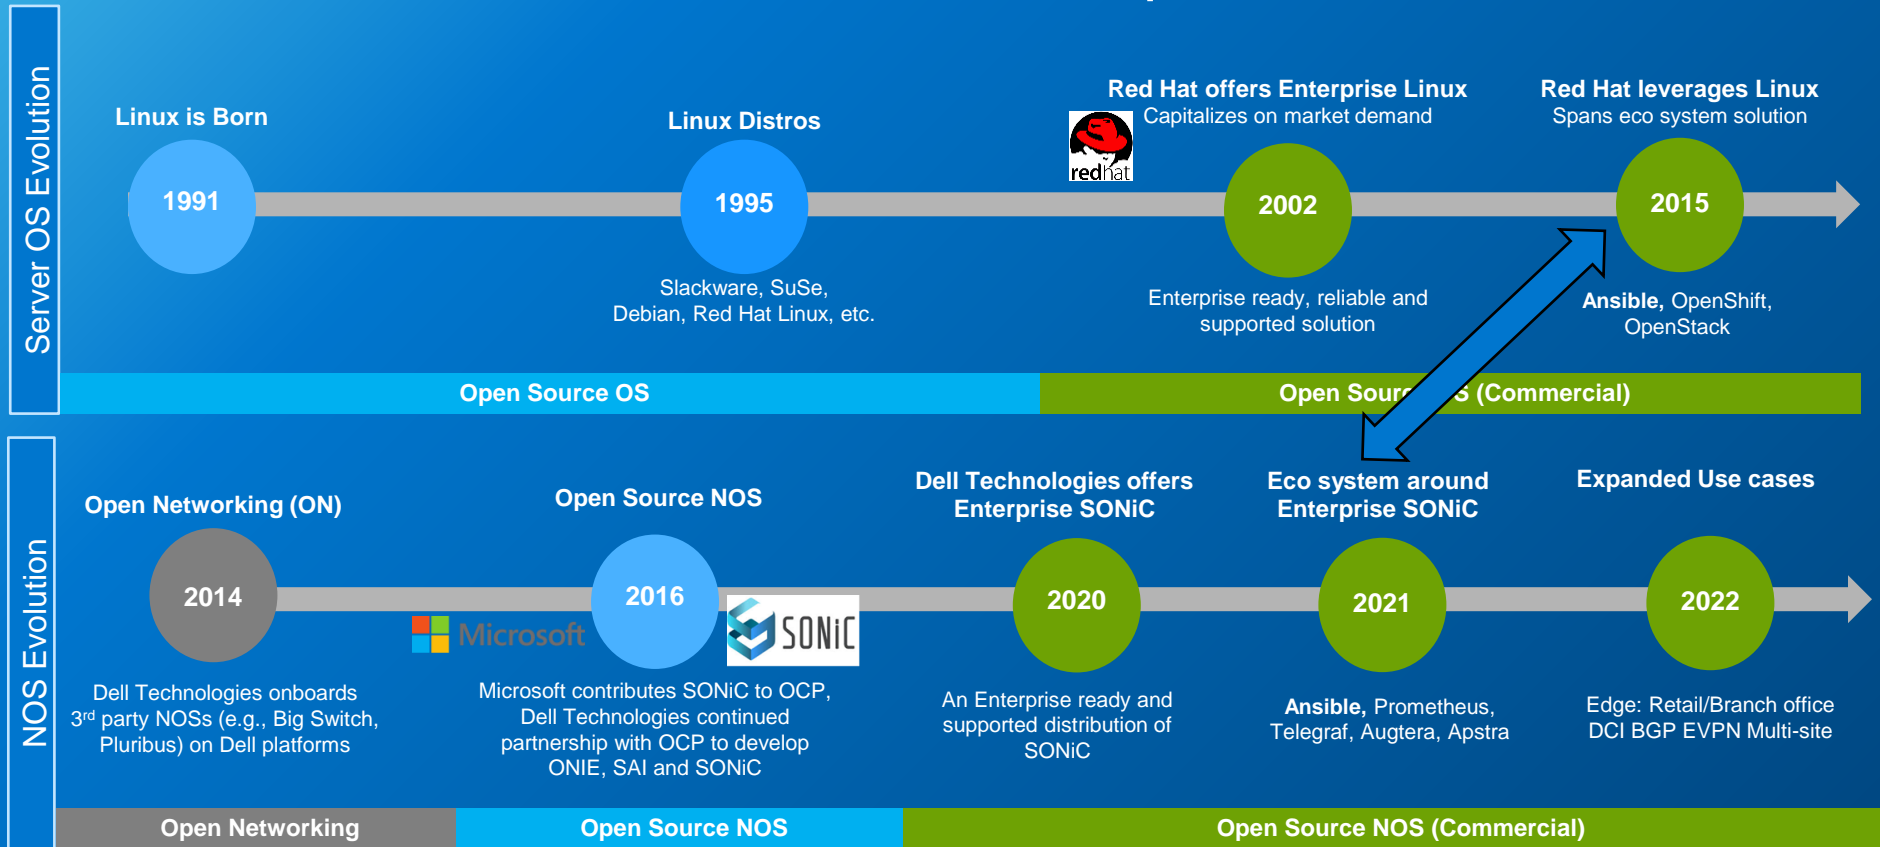 Server OS Evolution
Linux is Born
1991
Linux Distros
1995
Slackware, SuSe,
Debian, Red Hat Linux, etc.
redhat
Red Hat offers Enterprise Linux
Capitalizes on market demand
2002
Enterprise ready, reliable and
supported solution
Red Hat leverages Linux
Spans eco system solution
2015
Ansible, OpenShift,
OpenStack
Open Source OS
Open Source OS (Commercial)
NOS Evolution
Open Networking (ON)
2014
Dell Technologies onboards
3rd party NOSs (e.g., Big Switch,
Pluribus) on Dell platforms
Microsoft
Open Source NOS
2016
SONiC
Microsoft contributes SONiC to OCP,
Dell Technologies continued
partnership with OCP to develop
ONIE, SAI and SONiC
Dell Technologies offers
Enterprise SONiC
2020
An Enterprise ready and
supported distribution of
SONiC
Eco system around
Enterprise SONiC
2021
Ansible, Prometheus,
Telegraf, Augtera, Apstra
Expanded Use cases
2022
Edge: Retail/Branch office
DCI BGP EVPN Multi-site
Open Networking
Open Source NOS
Open Source NOS (Commercial)